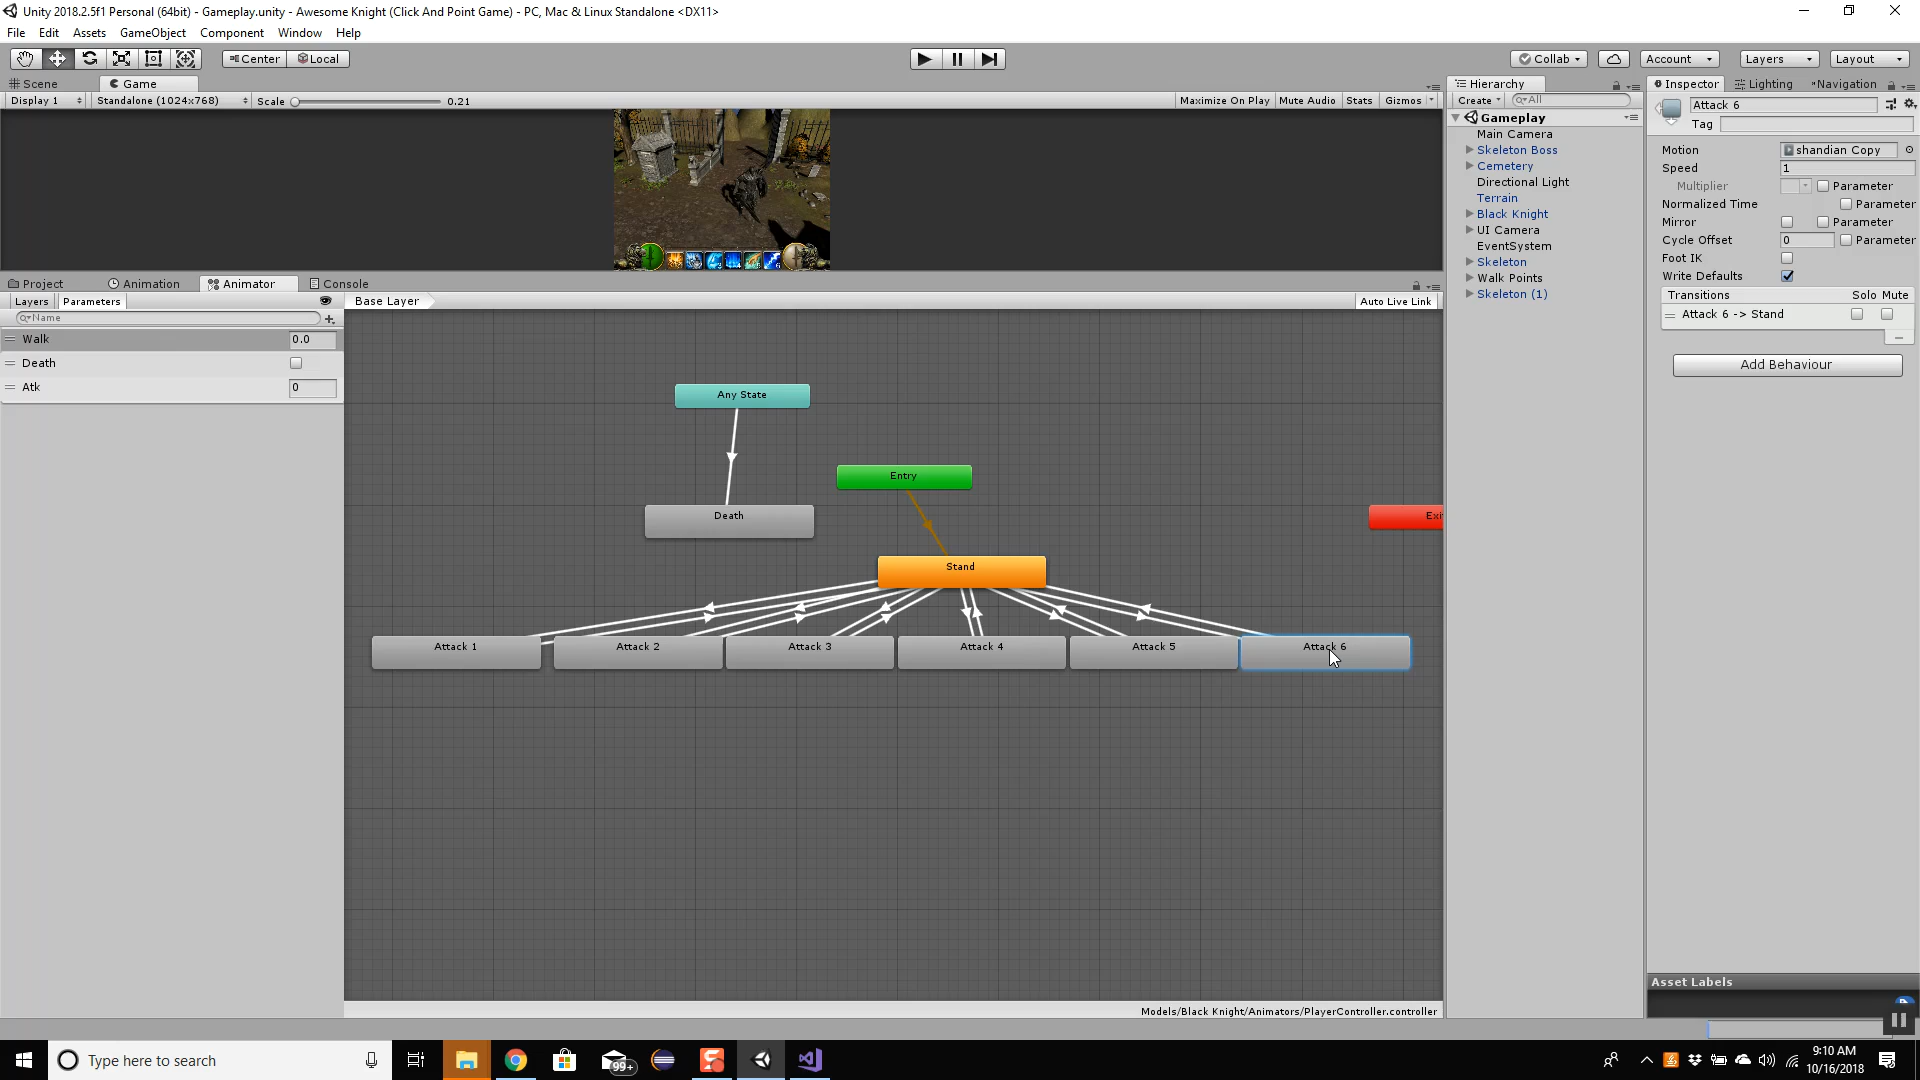 Unity 2018.2.5f1 Personal (64bit) - Gameplay.unity - Awesome Knight (Click And Point Game) - PC, Mac & Linux Standalone <DX11>
File Edit Assets GameObject Component Window Help
Center Local Collab Account Layers Layout
Scene Game
Display 1 Standalone (1024x768) Scale 0.21 Maximize On Play Mute Audio Stats Gizmos
Project Animation Animator Console
Layers Parameters Base Layer Auto Live Link
Name
Walk 0.0
Death
Atk 0
Any State
Entry
Death
Exi
Stand
Attack 1 Attack 2 Attack 3 Attack 4 Attack 5 Attack 6
Models/Black Knight/Animators/PlayerController.controller
Hierarchy
Create All
Gameplay
Main Camera
Skeleton Boss
Cemetery
Directional Light
Terrain
Black Knight
UI Camera
EventSystem
Skeleton
Walk Points
Skeleton (1)
Inspector Lighting Navigation
Attack 6
Tag
Motion shandian Copy
Speed 1
Multiplier Parameter
Normalized Time Parameter
Mirror Parameter
Cycle Offset 0 Parameter
Foot IK
Write Defaults
Transitions Solo Mute
Attack 6 -> Stand
Add Behaviour
Asset Labels
Type here to search
99+
9:10 AM
10/16/2018